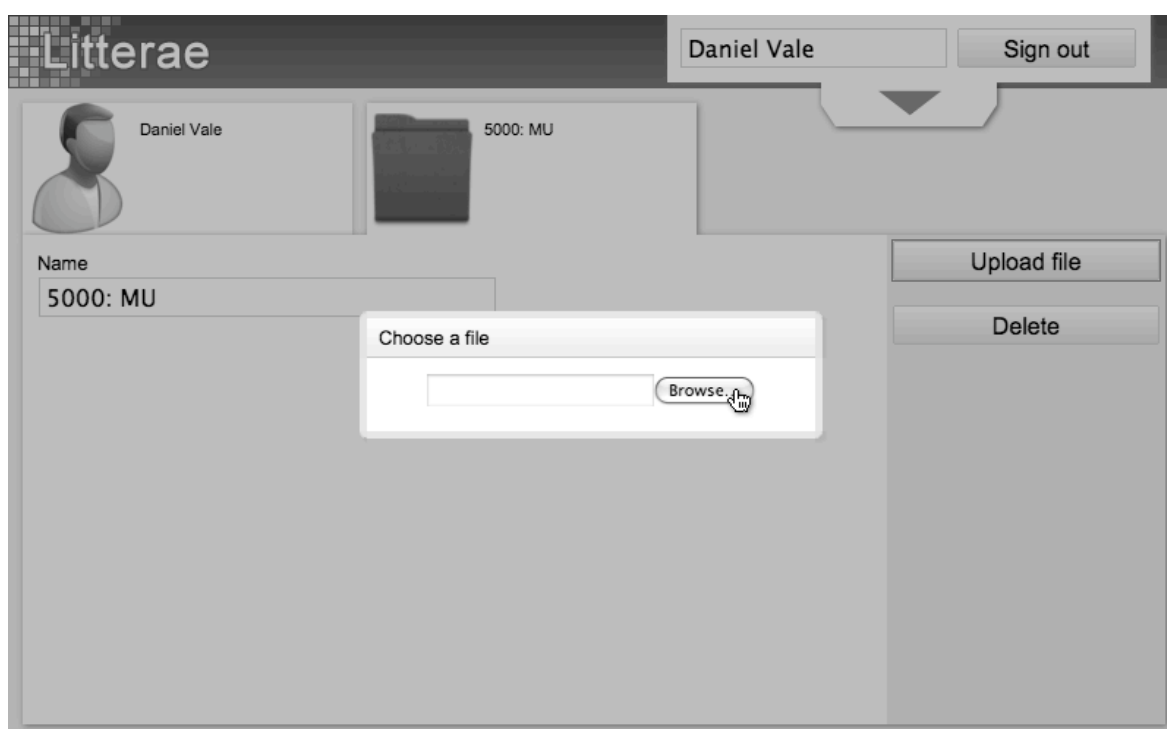 Litterae
Daniel Vale
Sign out
Daniel Vale
5000: MU
Name
5000: MU
Upload file
Delete
Choose a file
Browse...